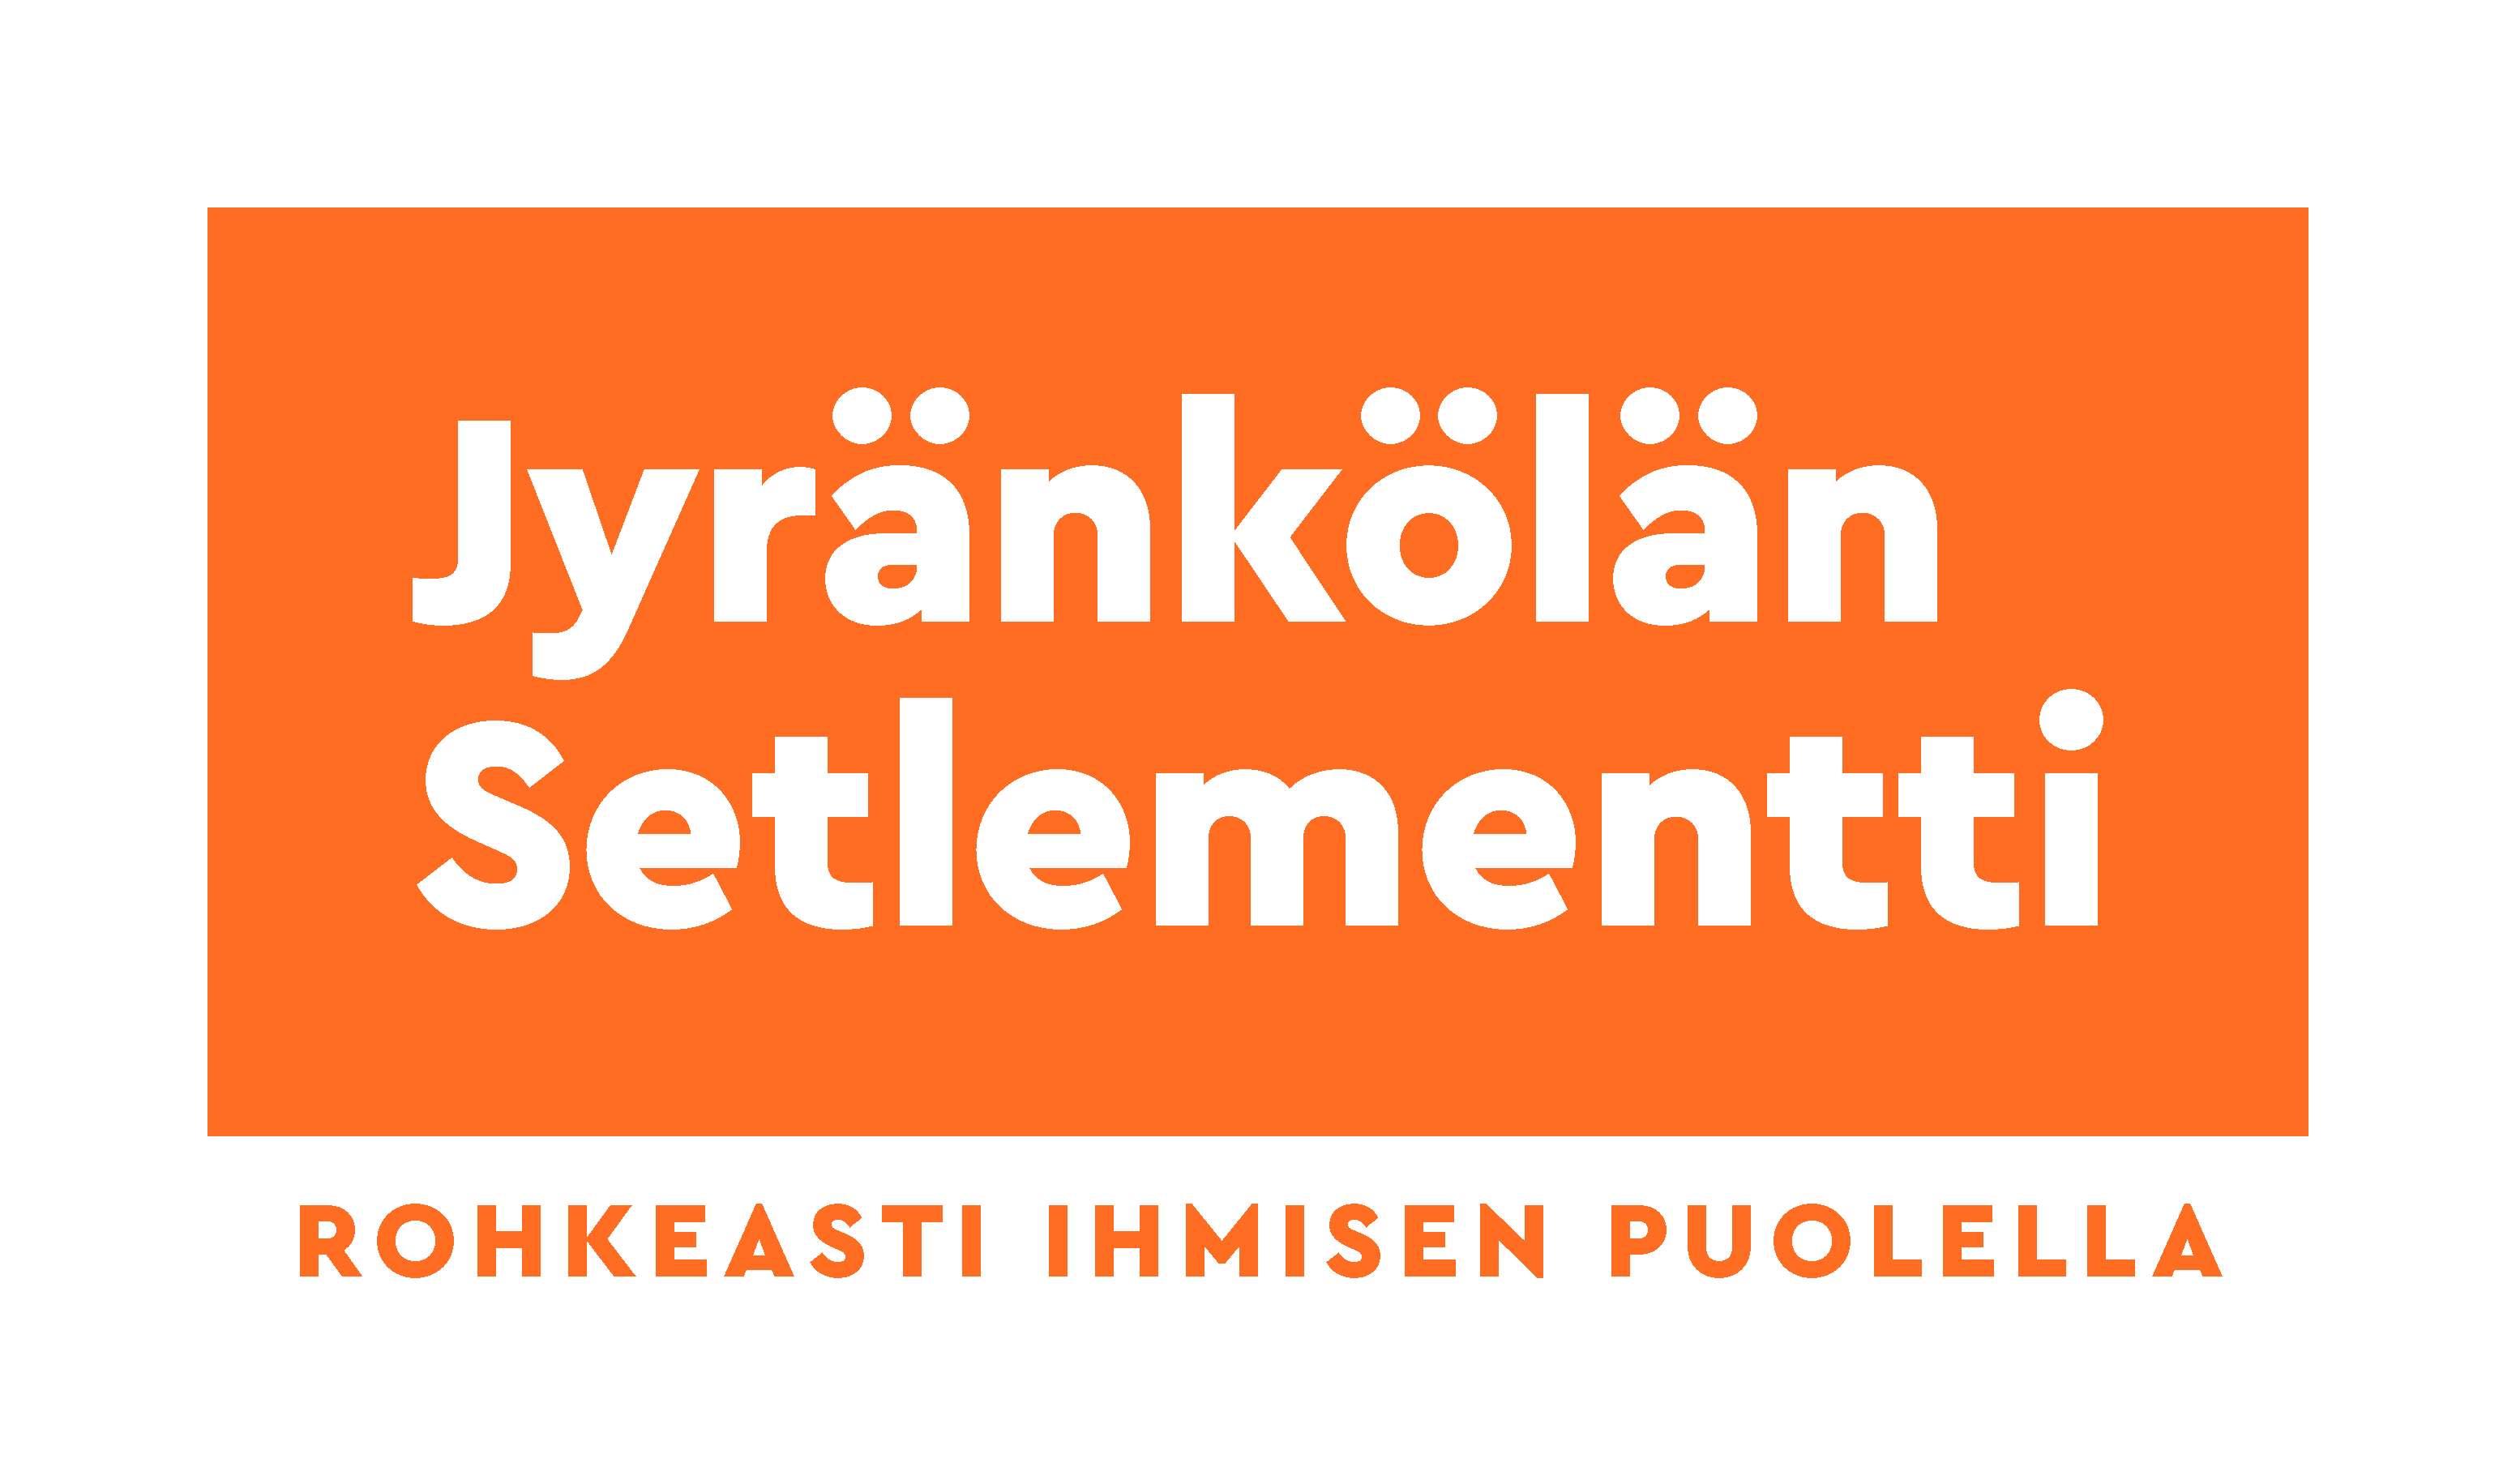 Jyränkölän
Setlementti
ROHKEASTI IHMISEN PUOLELLA